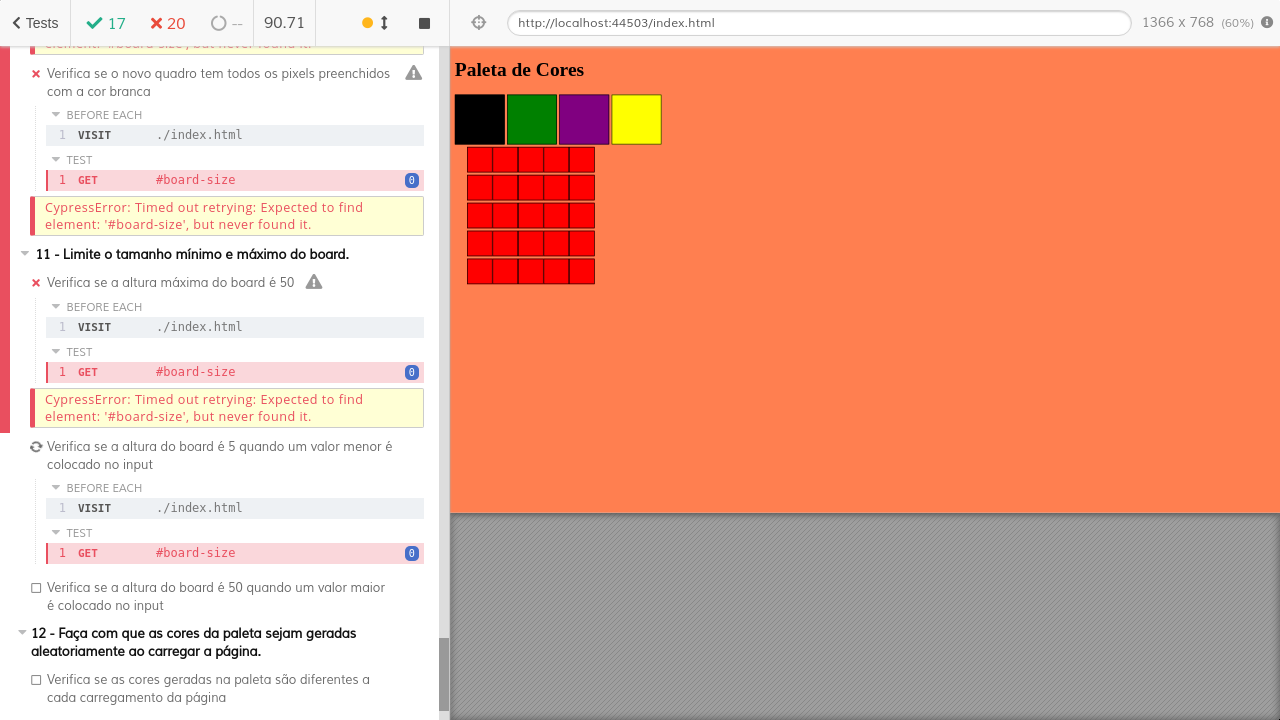 Tests 17 20 -- 90.71
http://localhost:44503/index.html 1366 x 768 (60%)
element: '#board-size', but never found it.
Verifica se o novo quadro tem todos os pixels preenchidos
com a cor branca
BEFORE EACH
1 VISIT ./index.html
TEST
1 GET #board-size 0
CypressError: Timed out retrying: Expected to find
element: '#board-size', but never found it.
11 - Limite o tamanho mínimo e máximo do board.
Verifica se a altura máxima do board é 50
BEFORE EACH
1 VISIT ./index.html
TEST
1 GET #board-size 0
CypressError: Timed out retrying: Expected to find
element: '#board-size', but never found it.
Verifica se a altura do board é 5 quando um valor menor é
colocado no input
BEFORE EACH
1 VISIT ./index.html
TEST
1 GET #board-size 0
Verifica se a altura do board é 50 quando um valor maior
é colocado no input
12 - Faça com que as cores da paleta sejam geradas
aleatoriamente ao carregar a página.
Verifica se as cores geradas na paleta são diferentes a
cada carregamento da página
Paleta de Cores